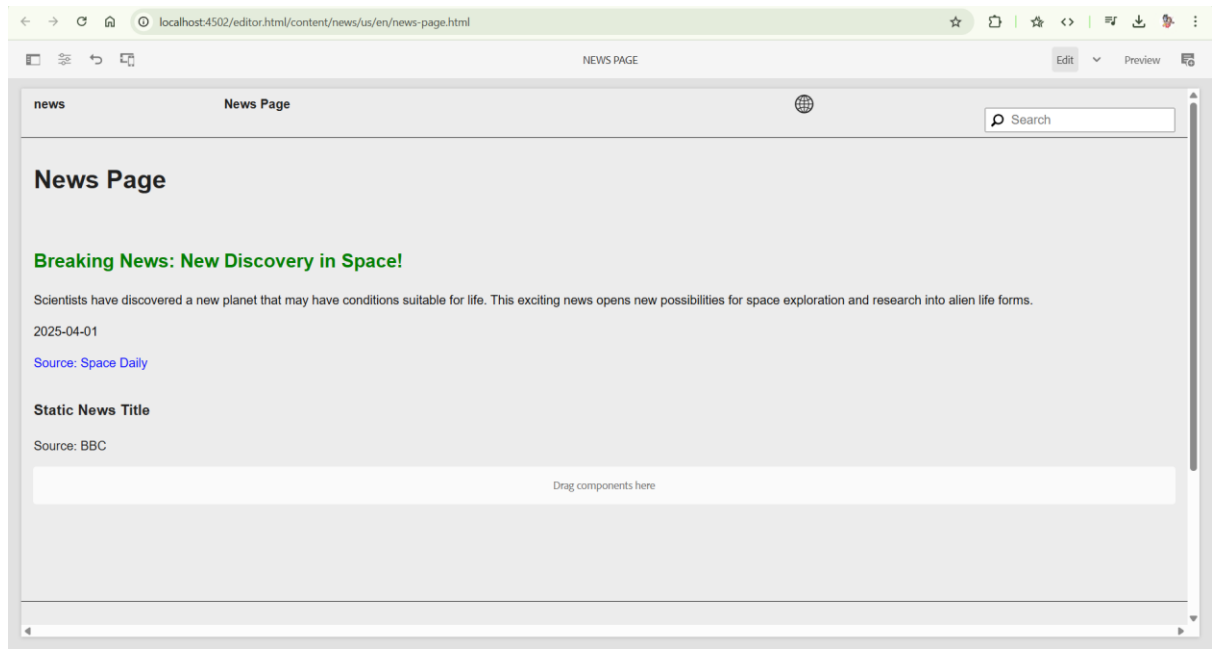 localhost:4502/editor.html/content/news/us/en/news-page.html
NEWS PAGE
Edit
Preview
news
News Page
Search
News Page
Breaking News: New Discovery in Space!
Scientists have discovered a new planet that may have conditions suitable for life. This exciting news opens new possibilities for space exploration and research into alien life forms.
2025-04-01
Source: Space Daily
Static News Title
Source: BBC
Drag components here